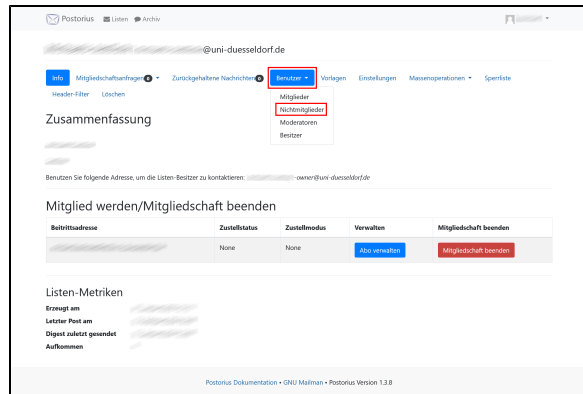 Postorius Listen Archiv
@uni-duesseldorf.de
Info Mitgliedschaftsanfragen 0 Zurückgehaltene Nachrichten 0 Benutzer Vorlagen Einstellungen Massenoperationen Sperrliste
Header-Filter Löschen
Mitglieder
Nichtmitglieder
Moderatoren
Besitzer
Zusammenfassung
Benutzen Sie folgende Adresse, um die Listen-Besitzer zu kontaktieren: -owner@uni-duesseldorf.de
Mitglied werden/Mitgliedschaft beenden
Beitrittsadresse Zustellstatus Zustellmodus Verwalten Mitgliedschaft beenden
None None Abo verwalten Mitgliedschaft beenden
Listen-Metriken
Erzeugt am
Letzter Post am
Digest zuletzt gesendet
Aufkommen
Postorius Dokumentation • GNU Mailman • Postorius Version 1.3.8